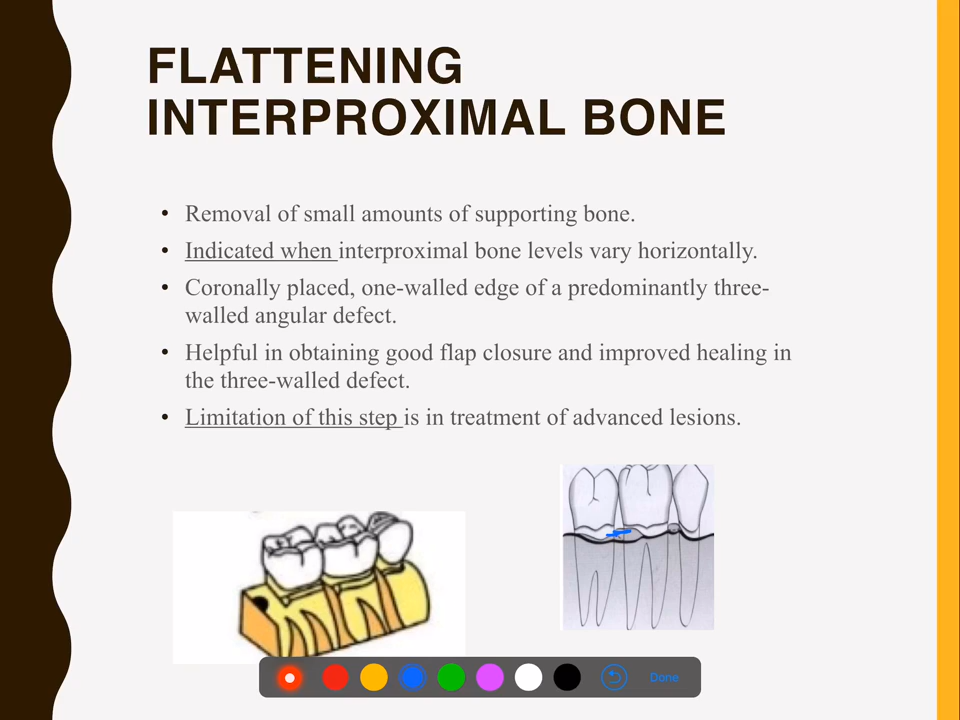 FLATTENING
INTERPROXIMAL BONE
• Removal of small amounts of supporting bone.
• Indicated when interproximal bone levels vary horizontally.
• Coronally placed, one-walled edge of a predominantly three-
walled angular defect.
• Helpful in obtaining good flap closure and improved healing in
the three-walled defect.
• Limitation of this step is in treatment of advanced lesions.
Done